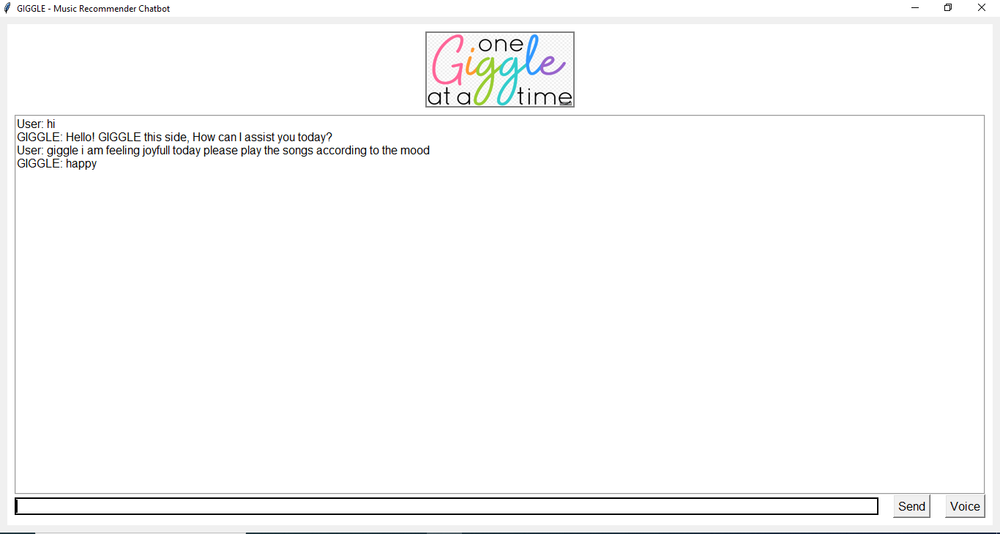 GIGGLE - Music Recommender Chatbot
one
Giggle
at a time
User: hi
GIGGLE: Hello! GIGGLE this side, How can I assist you today?
User: giggle i am feeling joyfull today please play the songs according to the mood
GIGGLE: happy
Send Voice